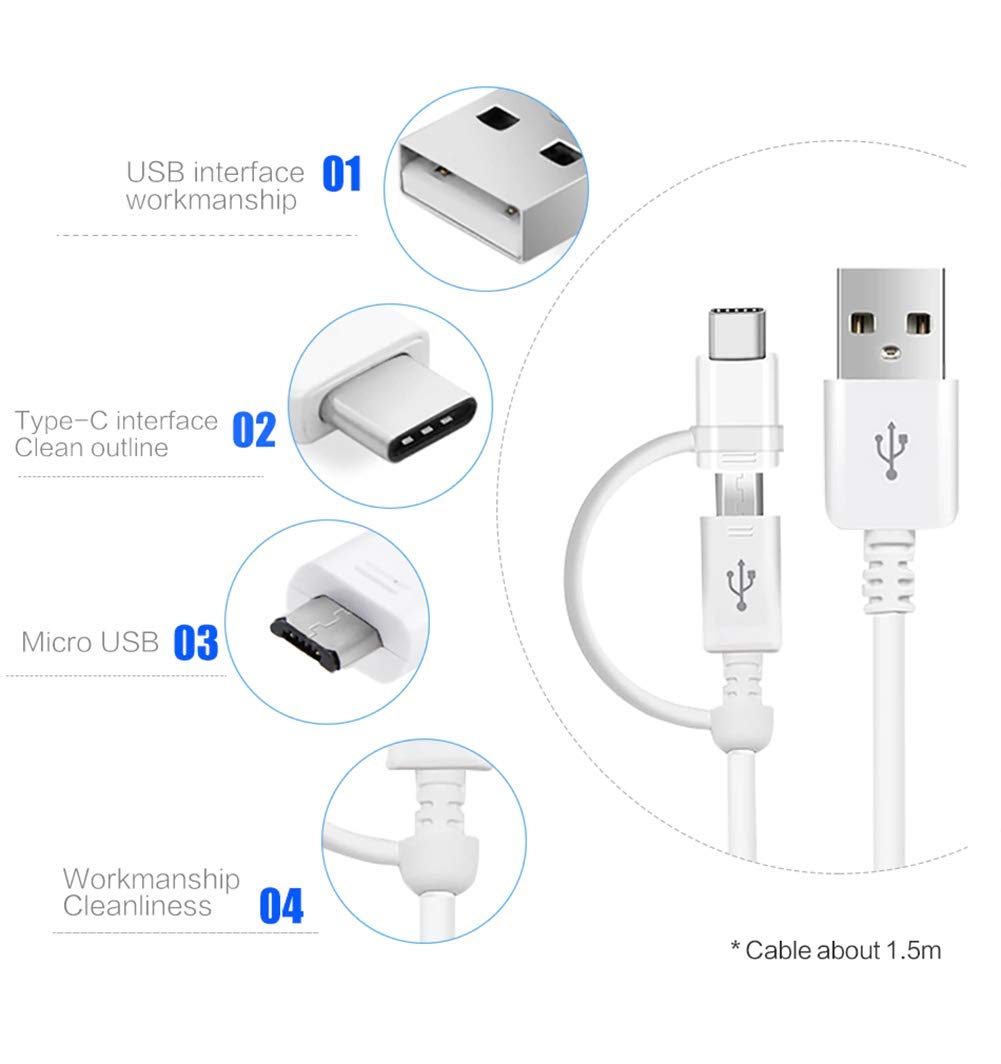 USB interface
workmanship
01
Type-C interface
Clean outline
02
Micro USB
03
Workmanship
Cleanliness
04
* Cable about 1.5m